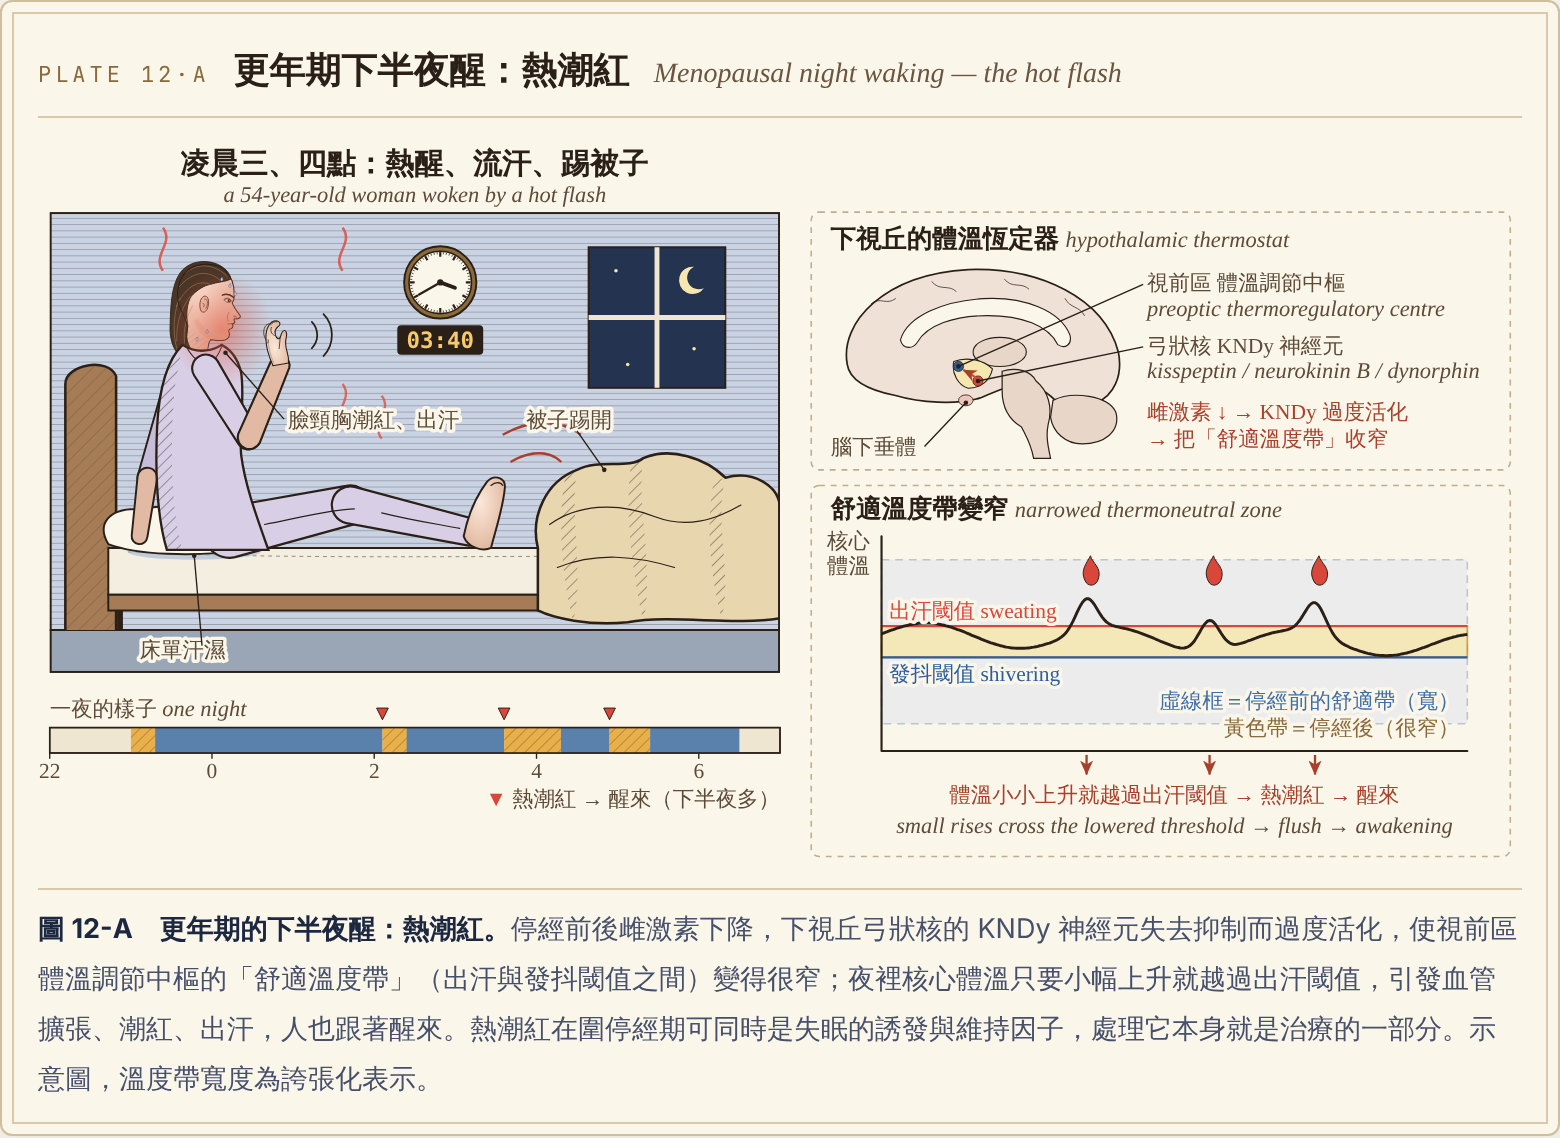 PLATE 12·A 更年期下半夜醒：熱潮紅 Menopausal night waking — the hot flash
凌晨三、四點：熱醒、流汗、踢被子
a 54-year-old woman woken by a hot flash
03:40
臉頸胸潮紅、出汗
被子踢開
床單汗濕
一夜的樣子 one night
22 0 2 4 6
▼ 熱潮紅 → 醒來（下半夜多）
下視丘的體溫恆定器 hypothalamic thermostat
視前區 體溫調節中樞
preoptic thermoregulatory centre
弓狀核 KNDy 神經元
kisspeptin / neurokinin B / dynorphin
雌激素 ↓ → KNDy 過度活化
→ 把「舒適溫度帶」收窄
腦下垂體
舒適溫度帶變窄 narrowed thermoneutral zone
核心
體溫
出汗閾值 sweating
發抖閾值 shivering
虛線框＝停經前的舒適帶（寬）
黃色帶＝停經後（很窄）
體溫小小上升就越過出汗閾值 → 熱潮紅 → 醒來
small rises cross the lowered threshold → flush → awakening
圖 12-A　更年期的下半夜醒：熱潮紅。停經前後雌激素下降，下視丘弓狀核的 KNDy 神經元失去抑制而過度活化，使視前區
體溫調節中樞的「舒適溫度帶」（出汗與發抖閾值之間）變得很窄；夜裡核心體溫只要小幅上升就越過出汗閾值，引發血管
擴張、潮紅、出汗，人也跟著醒來。熱潮紅在圍停經期可同時是失眠的誘發與維持因子，處理它本身就是治療的一部分。示
意圖，溫度帶寬度為誇張化表示。